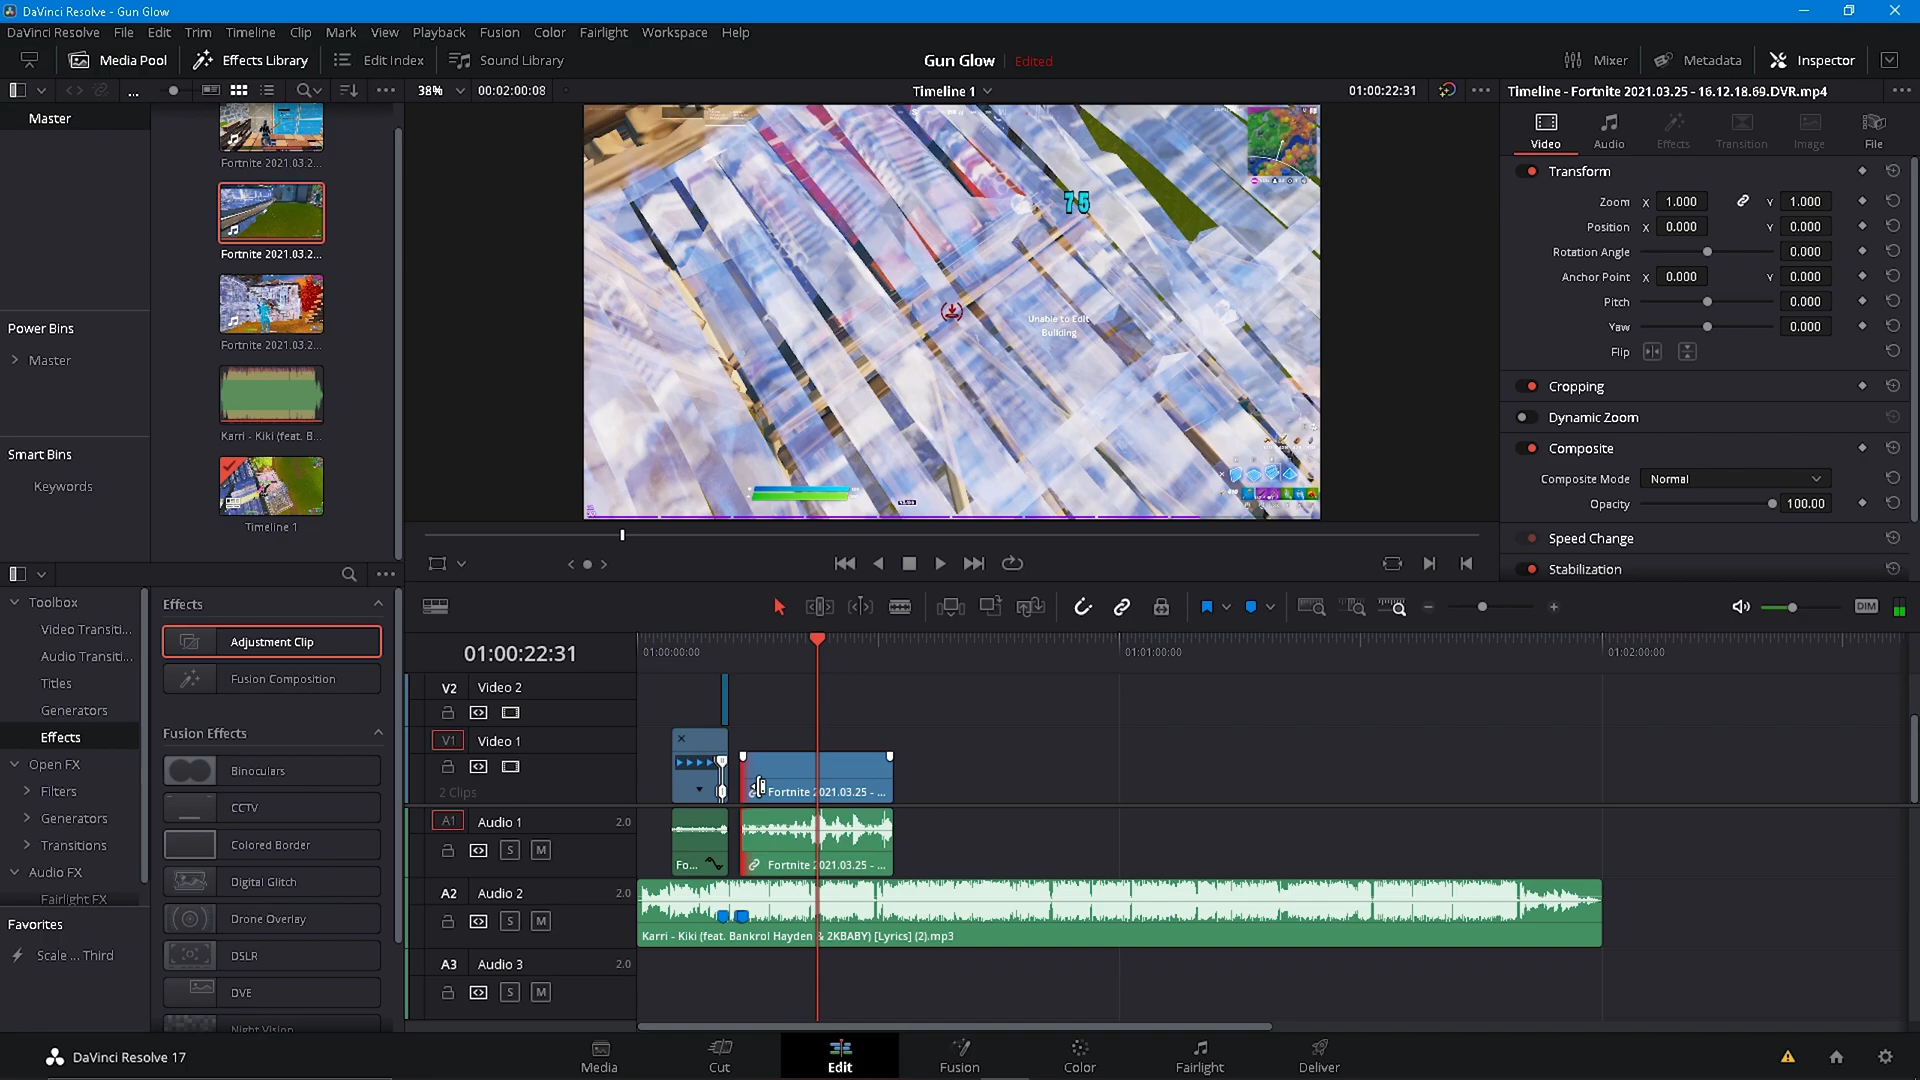 DaVinci Resolve - Gun Glow
DaVinci Resolve File Edit Trim Timeline Clip Mark View Playback Fusion Color Fairlight Workspace Help
Media Pool Effects Library Edit Index Sound Library Gun Glow Edited Mixer Metadata Inspector
... 38% 00:02:00:08 Timeline 1 01:00:22:31 Timeline - Fortnite 2021.03.25 - 16.12.18.69.DVR.mp4
Master
Fortnite 2021.03.2...
Fortnite 2021.03.2...
Fortnite 2021.03.2...
Karri - Kiki (feat. B...
Timeline 1
Power Bins
Master
Smart Bins
Keywords
75
Unable to Edit
Building
Video Audio Effects Transition Image File
Transform
Zoom X 1.000 Y 1.000
Position X 0.000 Y 0.000
Rotation Angle 0.000
Anchor Point X 0.000 Y 0.000
Pitch 0.000
Yaw 0.000
Flip
Cropping
Dynamic Zoom
Composite
Composite Mode Normal
Opacity 100.00
Speed Change
Stabilization
Toolbox
Video Transiti...
Audio Transiti...
Titles
Generators
Effects
Open FX
Filters
Generators
Transitions
Audio FX
Fairlight FX
Favorites
Scale ... Third
Effects
Adjustment Clip
Fusion Composition
Fusion Effects
Binoculars
CCTV
Colored Border
Digital Glitch
Drone Overlay
DSLR
DVE
Night Vision
DIM
01:00:22:31 01:00:00:00 01:01:00:00 01:02:00:00
V2 Video 2
V1 Video 1
2 Clips
Fortnite 2021.03.25 - ...
A1 Audio 1 2.0
S M
Fo... Fortnite 2021.03.25 - ...
A2 Audio 2 2.0
S M
Karri - Kiki (feat. Bankrol Hayden & 2KBABY) [Lyrics] (2).mp3
A3 Audio 3 2.0
S M
DaVinci Resolve 17 Media Cut Edit Fusion Color Fairlight Deliver